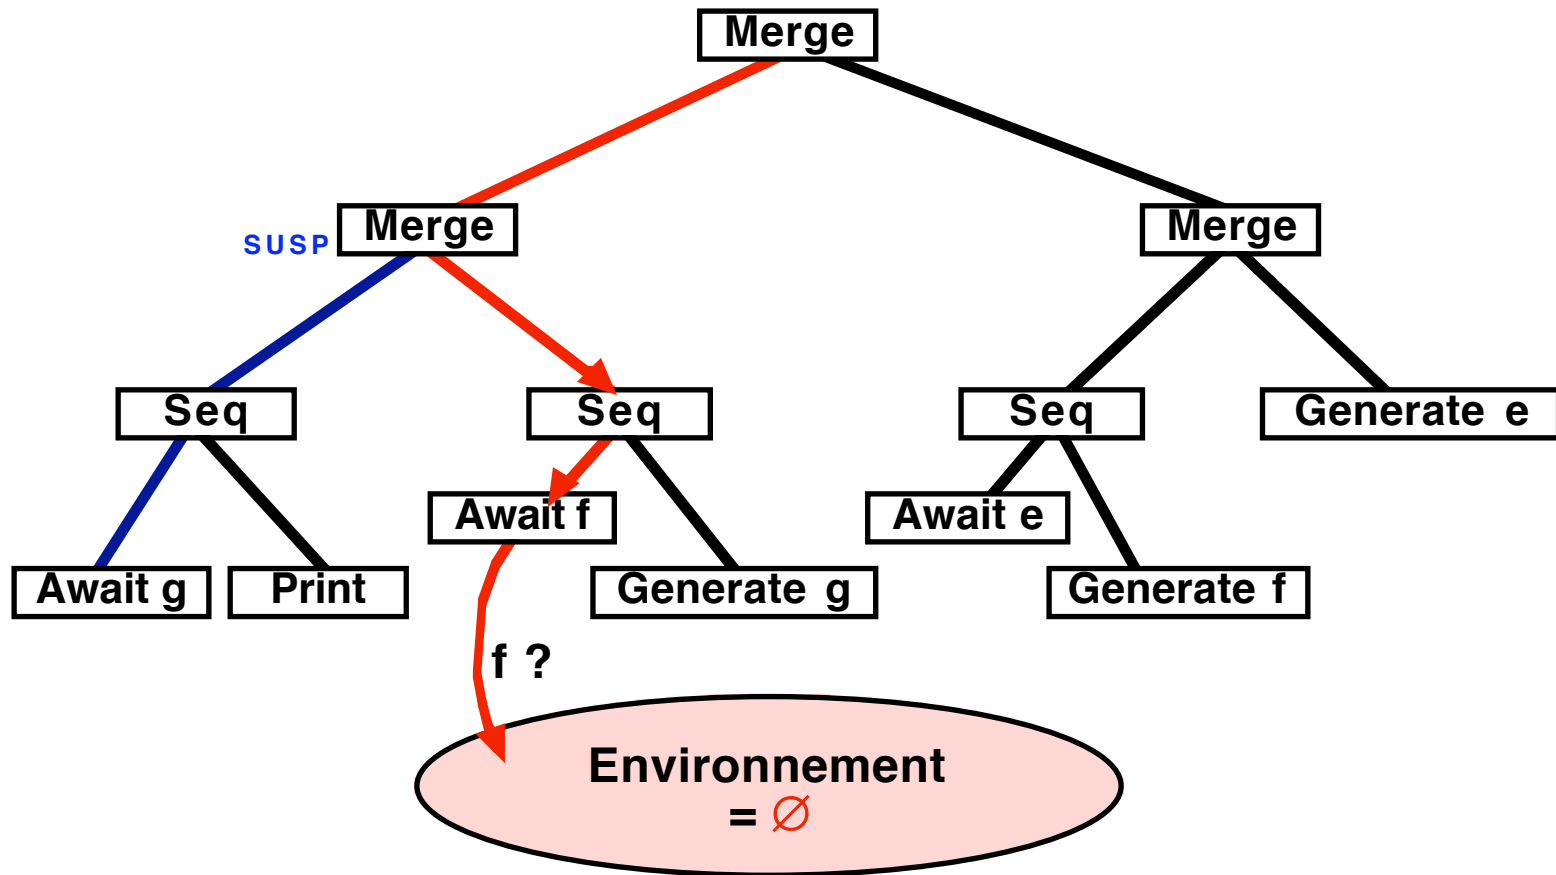 Merge
SUSP
Merge
Merge
Seq
Seq
Seq
Generate e
Await f
Await e
Await g
Print
Generate g
Generate f
f ?
Environnement
= ∅